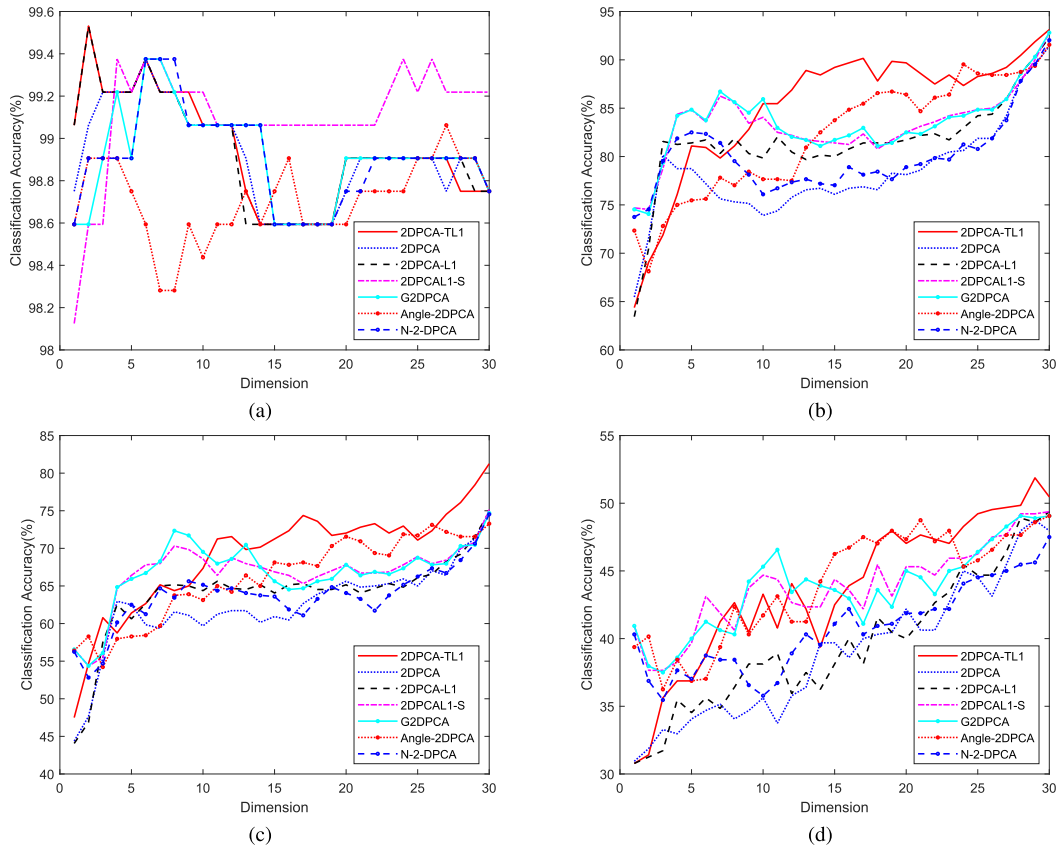 99.6
99.4
99.2
99
98.8
98.6
98.4
98.2
98
Classification Accuracy(%)
0 5 10 15 20 25 30
Dimension
2DPCA-TL1
2DPCA
2DPCA-L1
2DPCAL1-S
G2DPCA
Angle-2DPCA
N-2-DPCA
(a)
95
90
85
80
75
70
65
60
Classification Accuracy(%)
0 5 10 15 20 25 30
Dimension
2DPCA-TL1
2DPCA
2DPCA-L1
2DPCAL1-S
G2DPCA
Angle-2DPCA
N-2-DPCA
(b)
85
80
75
70
65
60
55
50
45
40
Classification Accuracy(%)
0 5 10 15 20 25 30
Dimension
2DPCA-TL1
2DPCA
2DPCA-L1
2DPCAL1-S
G2DPCA
Angle-2DPCA
N-2-DPCA
(c)
55
50
45
40
35
30
Classification Accuracy(%)
0 5 10 15 20 25 30
Dimension
2DPCA-TL1
2DPCA
2DPCA-L1
2DPCAL1-S
G2DPCA
Angle-2DPCA
N-2-DPCA
(d)